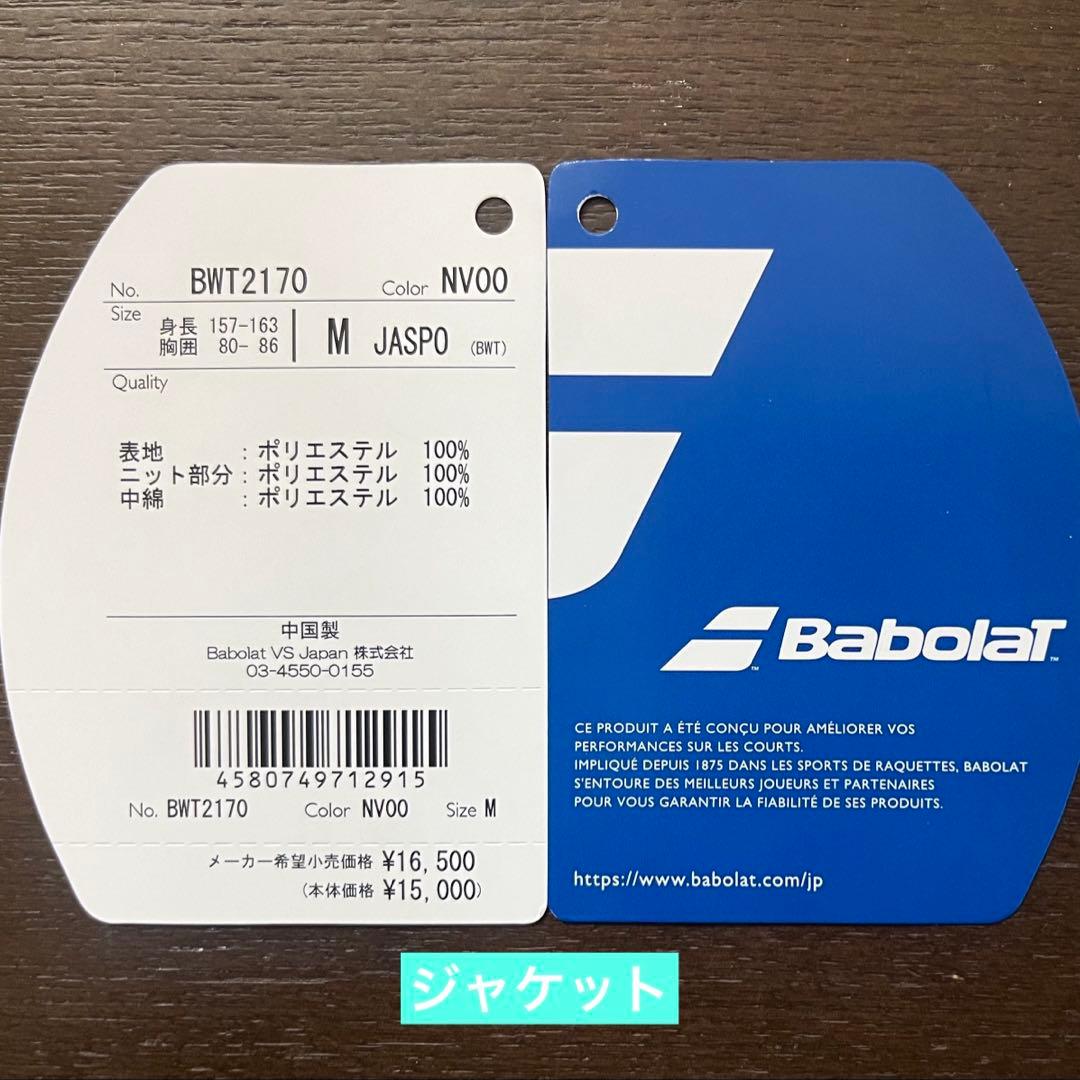 No. BWT2170 Color NV00
Size 身長 157-163 M JASPO (BWT)
胸囲 80- 86
Quality
表地 : ポリエステル 100%
ニット部分 : ポリエステル 100%
中綿 : ポリエステル 100%
中国製
Babolat VS Japan 株式会社
03-4550-0155
4580749712915
No. BWT2170 Color NV00 Size M
メーカー希望小売価格 ¥16,500
(本体価格 ¥15,000)
Babolat™
CE PRODUIT A ÉTÉ CONÇU POUR AMÉLIORER VOS
PERFORMANCES SUR LES COURTS.
IMPLIQUÉ DEPUIS 1875 DANS LES SPORTS DE RAQUETTES, BABOLAT
S'ENTOURE DES MEILLEURS JOUEURS ET PARTENAIRES
POUR VOUS GARANTIR LA FIABILITÉ DE SES PRODUITS.
https://www.babolat.com/jp
ジャケット